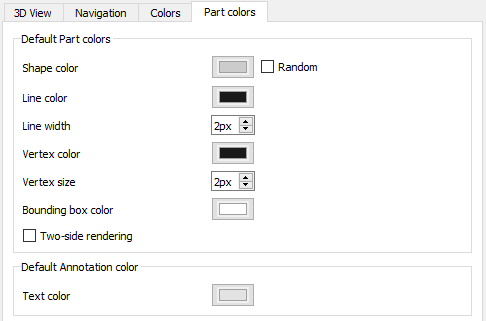 3D View Navigation Colors Part colors
Default Part colors
Shape color Random
Line color
Line width 2px
Vertex color
Vertex size 2px
Bounding box color
Two-side rendering
Default Annotation color
Text color